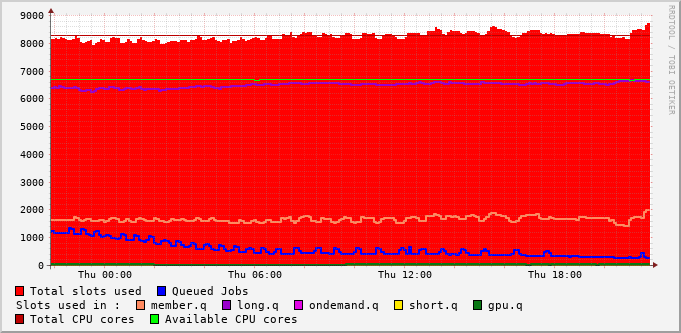 9000
8000
7000
6000
5000
4000
3000
2000
1000
0
Thu 00:00 Thu 06:00 Thu 12:00 Thu 18:00
RRDTOOL / TOBI OETIKER
Total slots used Queued Jobs
Slots used in : member.q long.q ondemand.q short.q gpu.q
Total CPU cores Available CPU cores